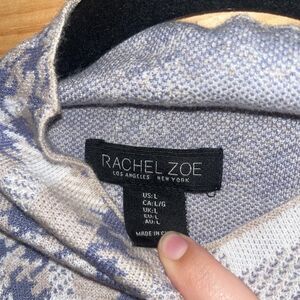 RACHEL ZOE
LOS ANGELES NEW YORK
US:L
CA:L/G
UK:L
EU:L
AU:L
MADE IN